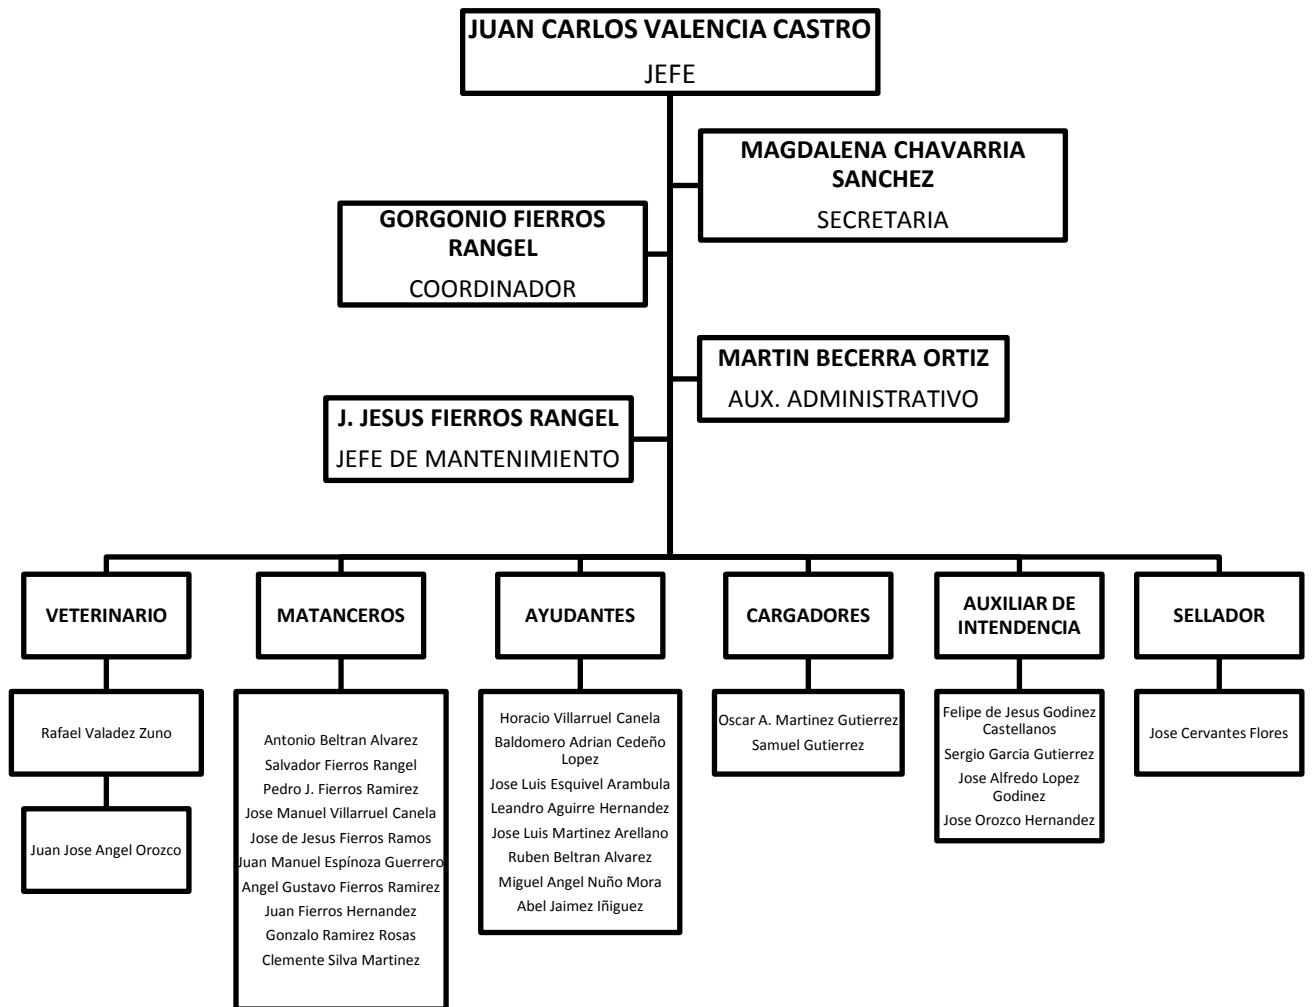 JUAN CARLOS VALENCIA CASTRO
JEFE
MAGDALENA CHAVARRIA
SANCHEZ
SECRETARIA
GORGONIO FIERROS
RANGEL
COORDINADOR
MARTIN BECERRA ORTIZ
AUX. ADMINISTRATIVO
J. JESUS FIERROS RANGEL
JEFE DE MANTENIMIENTO
VETERINARIO
Rafael Valadez Zuno
Juan Jose Angel Orozco
MATANCEROS
Antonio Beltran Alvarez
Salvador Fierros Rangel
Pedro J. Fierros Ramirez
Jose Manuel Villarruel Canela
Jose de Jesus Fierros Ramos
Juan Manuel Espínoza Guerrero
Angel Gustavo Fierros Ramirez
Juan Fierros Hernandez
Gonzalo Ramirez Rosas
Clemente Silva Martinez
AYUDANTES
Horacio Villarruel Canela
Baldomero Adrian Cedeño
Lopez
Jose Luis Esquivel Arambula
Leandro Aguirre Hernandez
Jose Luis Martinez Arellano
Ruben Beltran Alvarez
Miguel Angel Nuño Mora
Abel Jaimez Iñiguez
CARGADORES
Oscar A. Martinez Gutierrez
Samuel Gutierrez
AUXILIAR DE
INTENDENCIA
Felipe de Jesus Godinez
Castellanos
Sergio Garcia Gutierrez
Jose Alfredo Lopez
Godinez
Jose Orozco Hernandez
SELLADOR
Jose Cervantes Flores